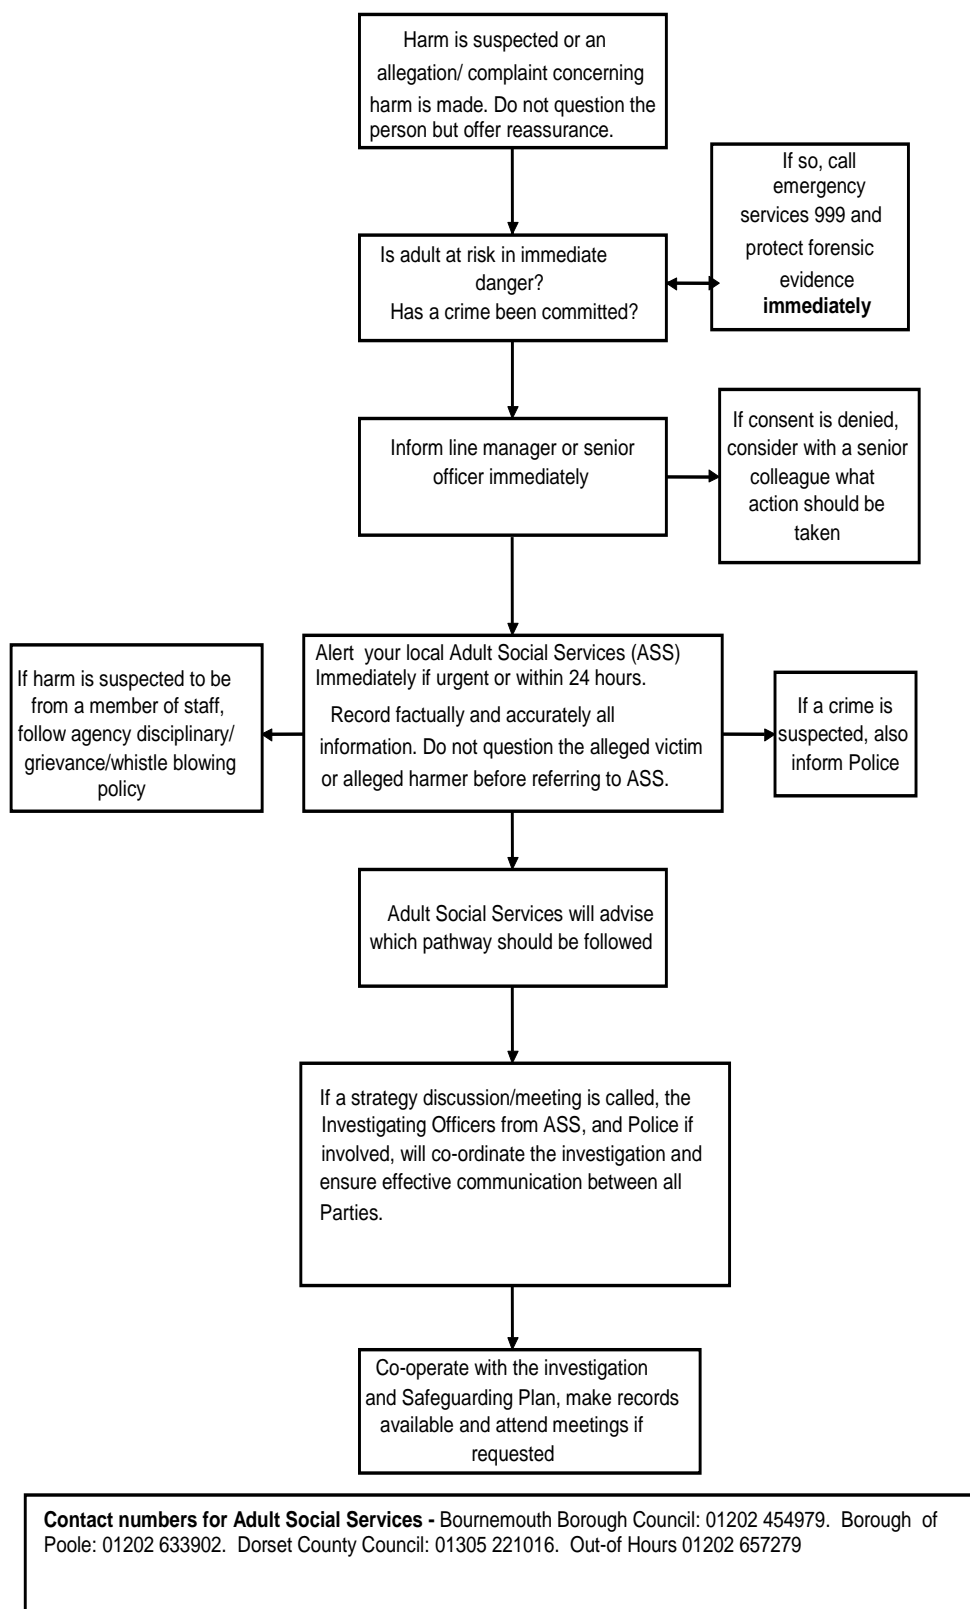 Harm is suspected or an
allegation/ complaint concerning
harm is made. Do not question the
person but offer reassurance.
If so, call
emergency
services 999 and
protect forensic
evidence
immediately
Is adult at risk in immediate
danger?
Has a crime been committed?
Inform line manager or senior
officer immediately
If consent is denied,
consider with a senior
colleague what
action should be
taken
Alert your local Adult Social Services (ASS)
Immediately if urgent or within 24 hours.
Record factually and accurately all
information. Do not question the alleged victim
or alleged harmer before referring to ASS.
If harm is suspected to be
from a member of staff,
follow agency disciplinary/
grievance/whistle blowing
policy
If a crime is
suspected, also
inform Police
Adult Social Services will advise
which pathway should be followed
If a strategy discussion/meeting is called, the
Investigating Officers from ASS, and Police if
involved, will co-ordinate the investigation and
ensure effective communication between all
Parties.
Co-operate with the investigation
and Safeguarding Plan, make records
available and attend meetings if
requested
Contact numbers for Adult Social Services - Bournemouth Borough Council: 01202 454979. Borough of
Poole: 01202 633902. Dorset County Council: 01305 221016. Out-of Hours 01202 657279